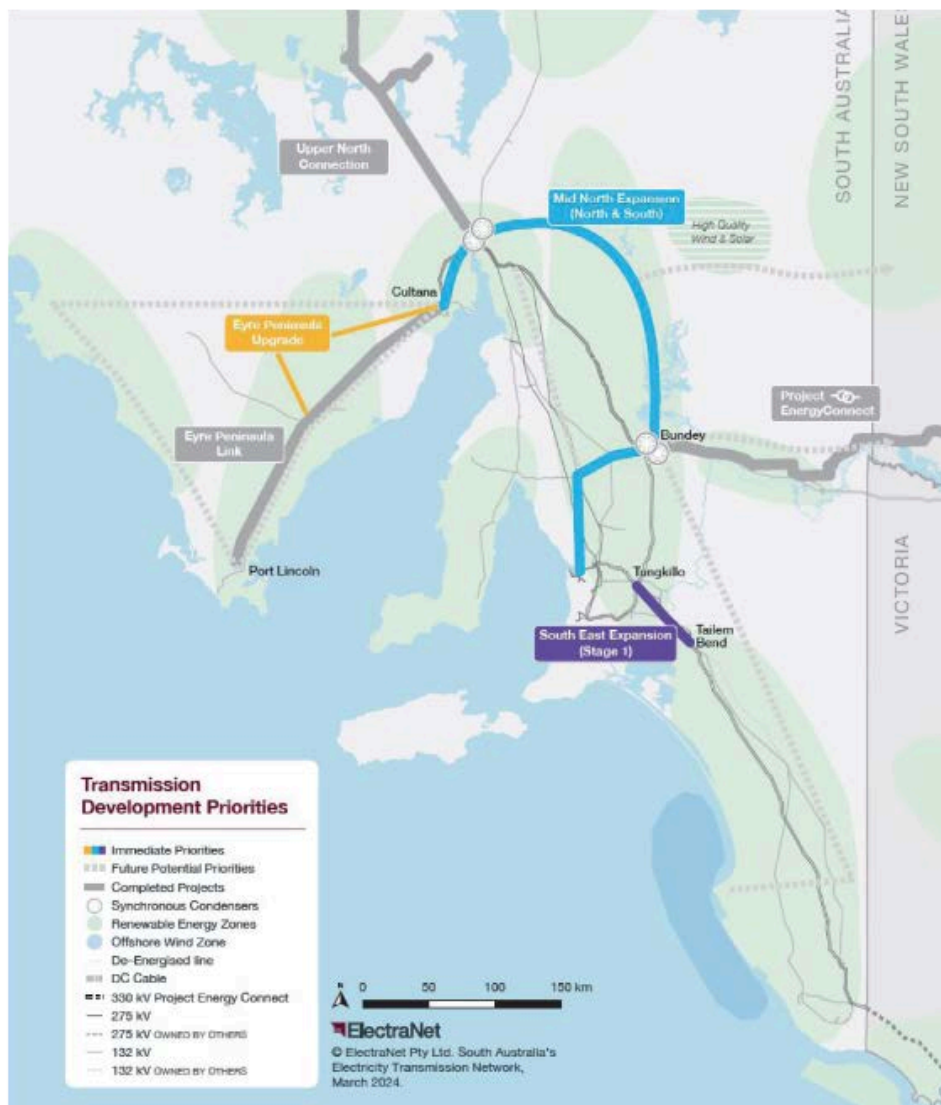 SOUTH AUSTRALIA
NEW SOUTH WALES
Upper North
Connection
Mid North Expansion
(North & South)
High Quality
Wind & Solar
Cultana
Eyre Peninsula
Upgrade
Project
EnergyConnect
Eyre Peninsula
Link
Bundey
VICTORIA
Port Lincoln
Tungkillo
South East Expansion
(Stage 1)
Tailem
Bend
Transmission
Development Priorities
Immediate Priorities
Future Potential Priorities
Completed Projects
Synchronous Condensers
Renewable Energy Zones
Offshore Wind Zone
De-Energised line
DC Cable
330 kV Project Energy Connect
275 kV
275 kV OWNED BY OTHERS
132 kV
132 kV OWNED BY OTHERS
N
0 50 100 150 km
ElectraNet
© ElectraNet Pty Ltd. South Australia's
Electricity Transmission Network,
March 2024.